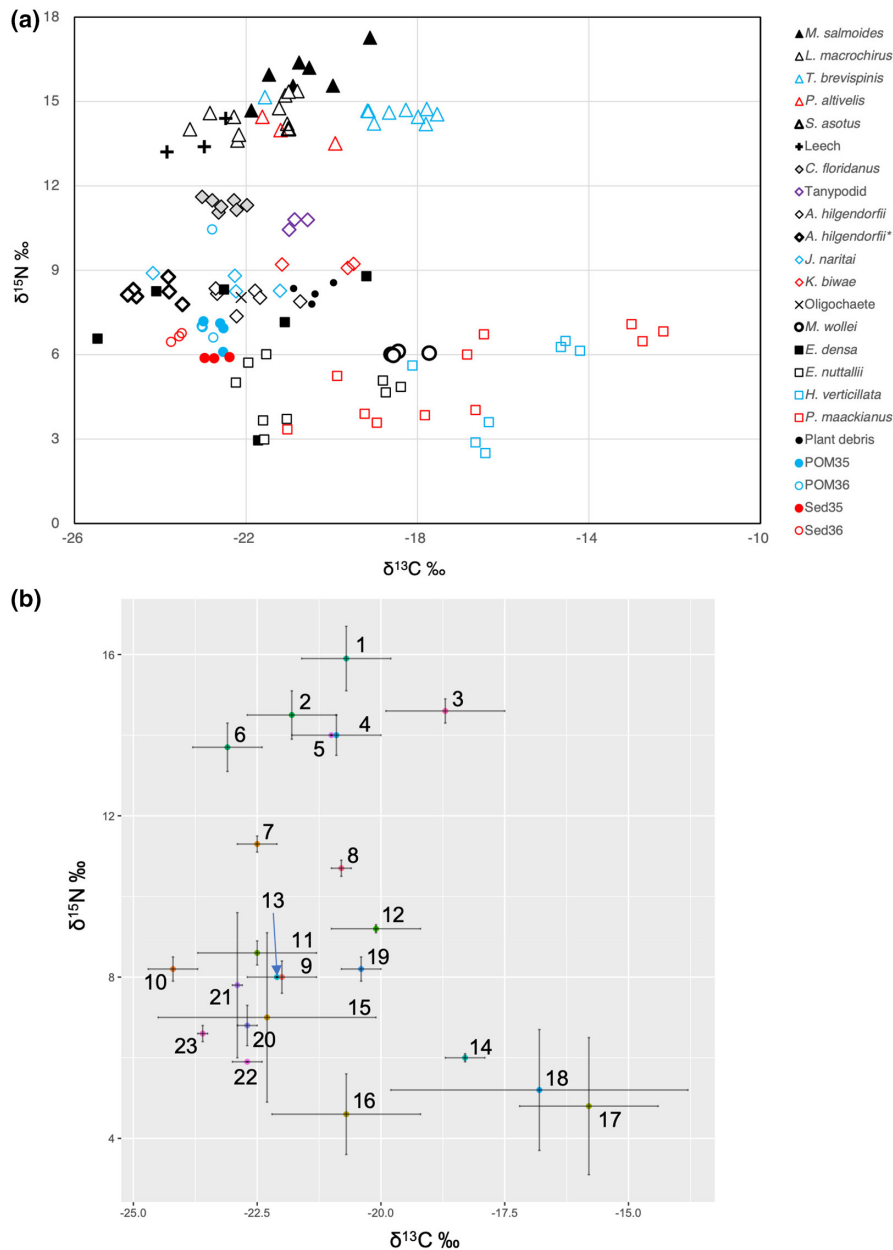 (a)
18
15
12
9
6
3
0
δ15N ‰
-26
-22
-18
-14
-10
δ13C ‰
M. salmoides
L. macrochirus
T. brevispinis
P. altivelis
S. asotus
Leech
C. floridanus
Tanypodid
A. hilgendorfii
A. hilgendorfii*
J. naritai
K. biwae
Oligochaete
M. wollei
E. densa
E. nuttallii
H. verticillata
P. maackianus
Plant debris
POM35
POM36
Sed35
Sed36
(b)
16
12
8
4
δ15N ‰
1
2
3
4
5
6
7
8
13
12
11
9
19
10
21
15
20
23
22
14
18
16
17
-25.0
-22.5
-20.0
-17.5
-15.0
δ13C ‰